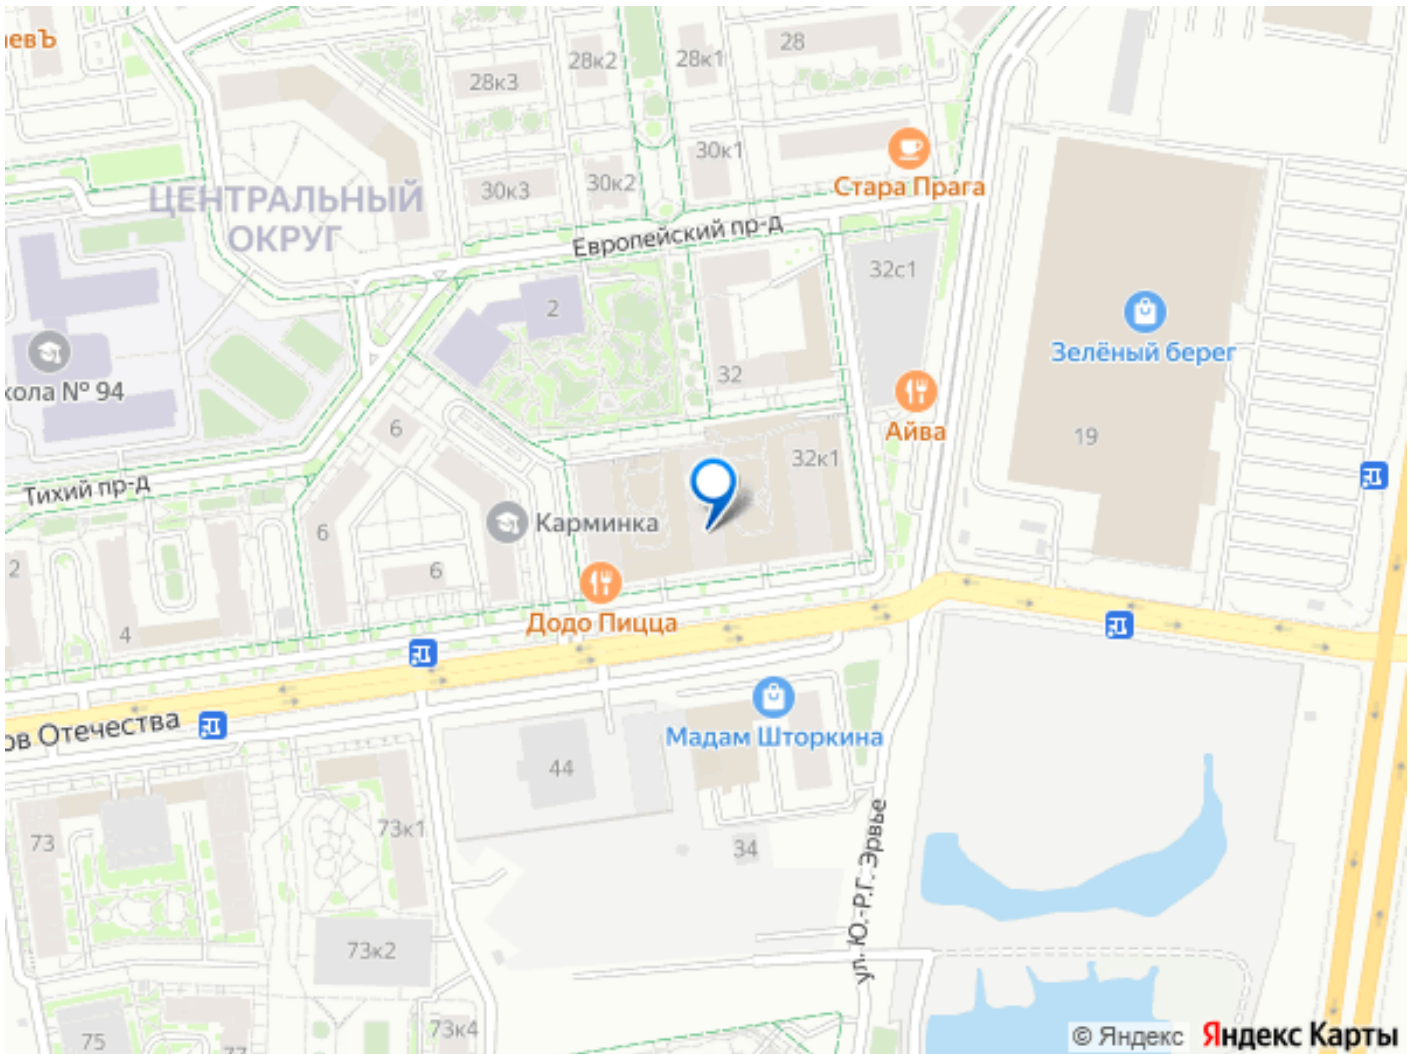 евЪ
28к2
28к1
28
28к3
30к1
30к3
30к2
Стара Прага
ЦЕНТРАЛЬНЫЙ
ОКРУГ
Европейский пр-д
32с1
2
Зелёный берег
32
кола № 94
6
Айва
19
32к1
Тихий пр-д
Карминка
6
2
6
Додо Пицца
4
ов Отечества
Мадам Шторкина
44
73
73к1
34
ул. Ю.-Р.Г. Эрвье
73к2
73к4
75
77
© Яндекс Яндекс Карты